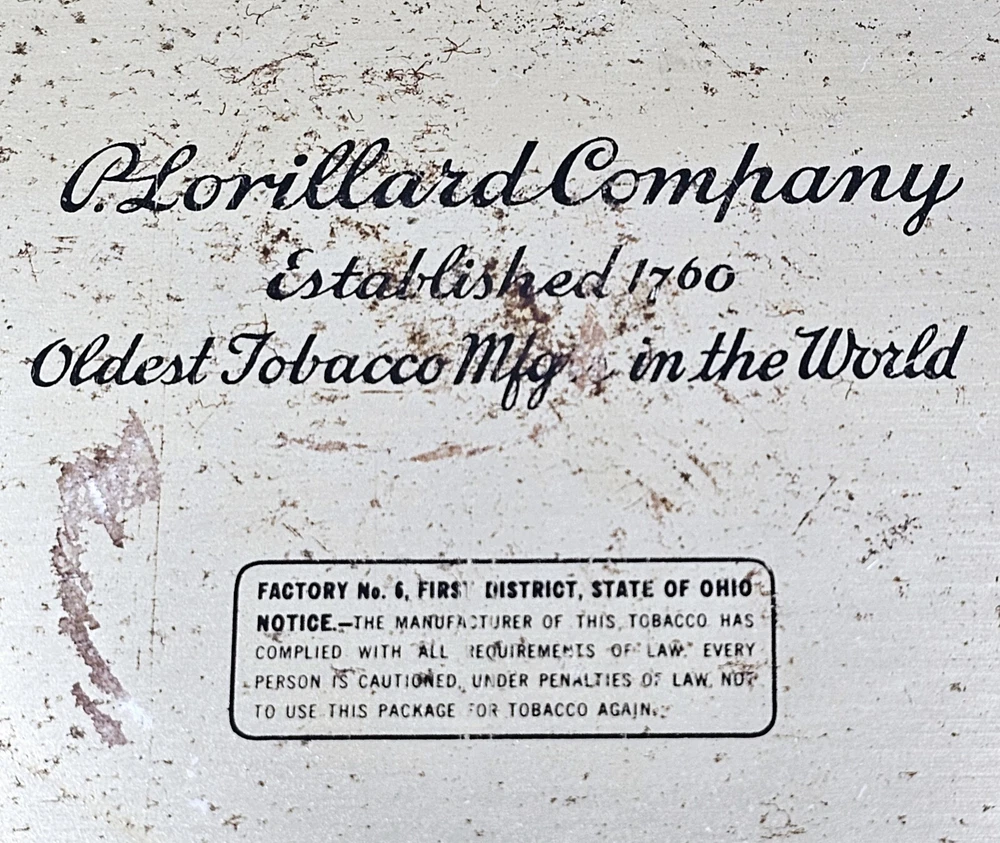 P. Lorillard Company
Established 1760
Oldest Tobacco Mfg in the World
FACTORY No. 6, FIRST DISTRICT, STATE OF OHIO
NOTICE.—THE MANUFACTURER OF THIS TOBACCO HAS
COMPLIED WITH ALL REQUIREMENTS OF LAW. EVERY
PERSON IS CAUTIONED, UNDER PENALTIES OF LAW, NOT
TO USE THIS PACKAGE FOR TOBACCO AGAIN.